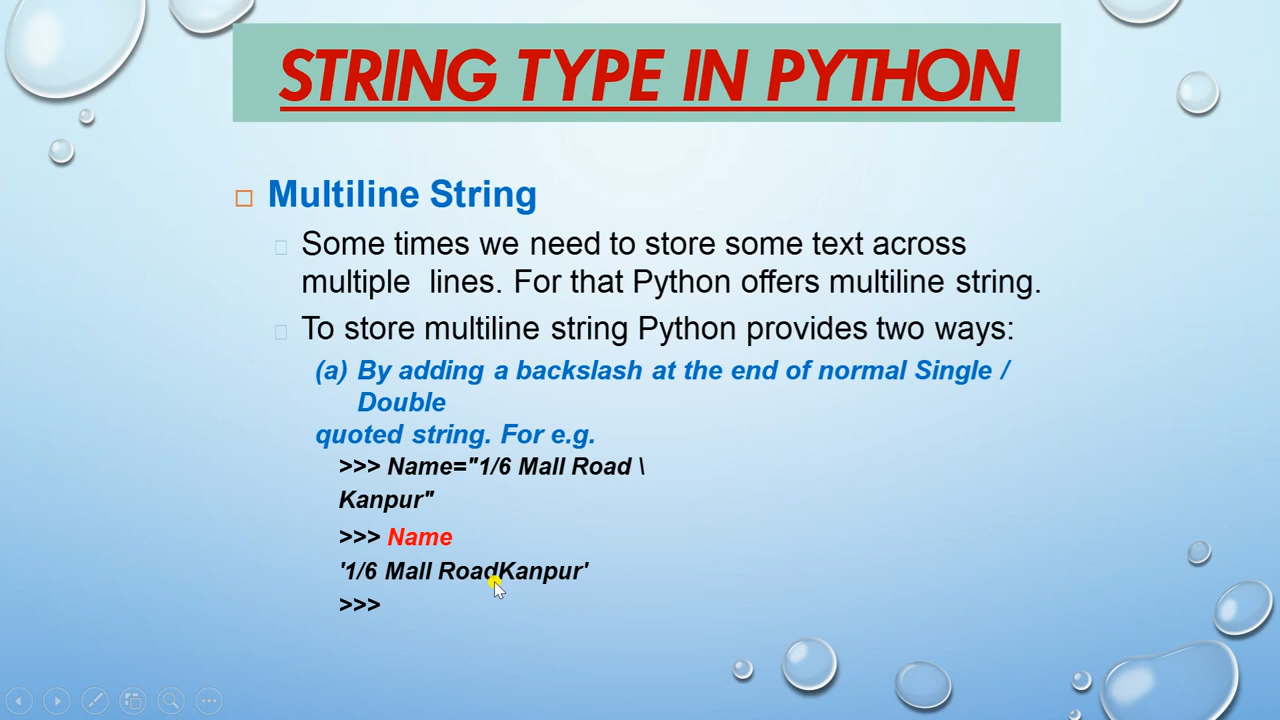 STRING TYPE IN PYTHON
Multiline String
Some times we need to store some text across
multiple lines. For that Python offers multiline string.
To store multiline string Python provides two ways:
(a) By adding a backslash at the end of normal Single /
Double
quoted string. For e.g.
>>> Name="1/6 Mall Road \
Kanpur"
>>> Name
'1/6 Mall RoadKanpur'
>>>